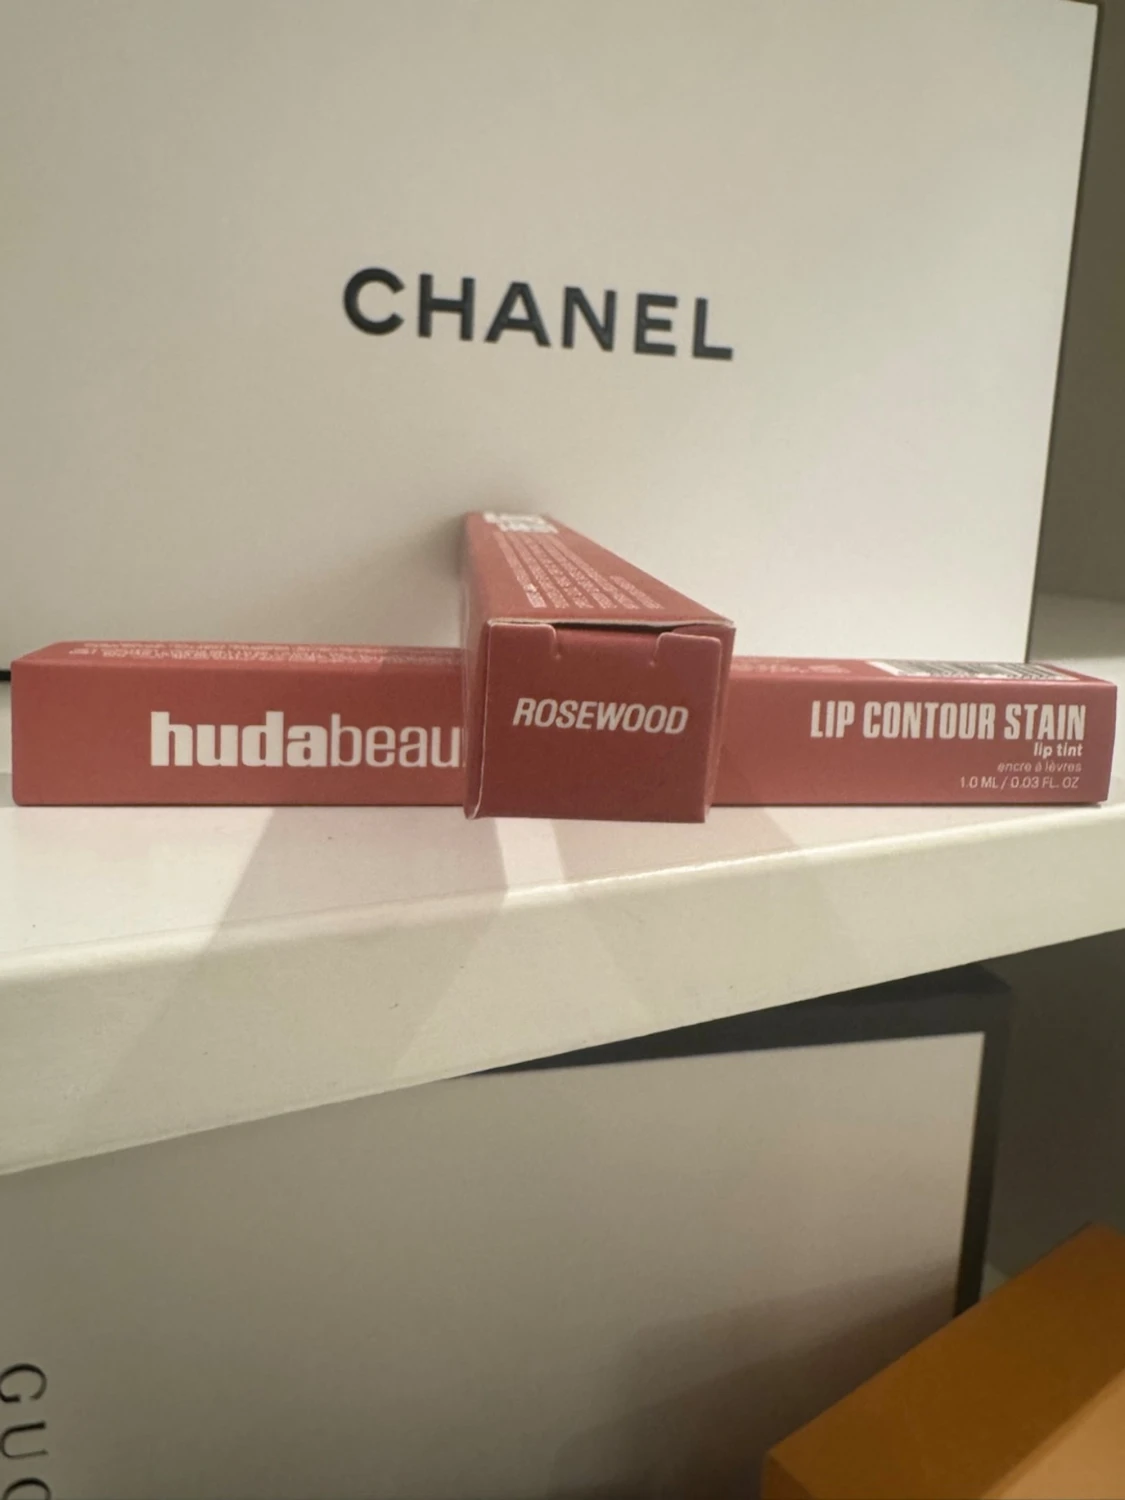 CHANEL
hudabeau
ROSEWOOD
LIP CONTOUR STAIN
lip tint
encre à lèvres
1.0 ML / 0.03 FL. OZ
GUC